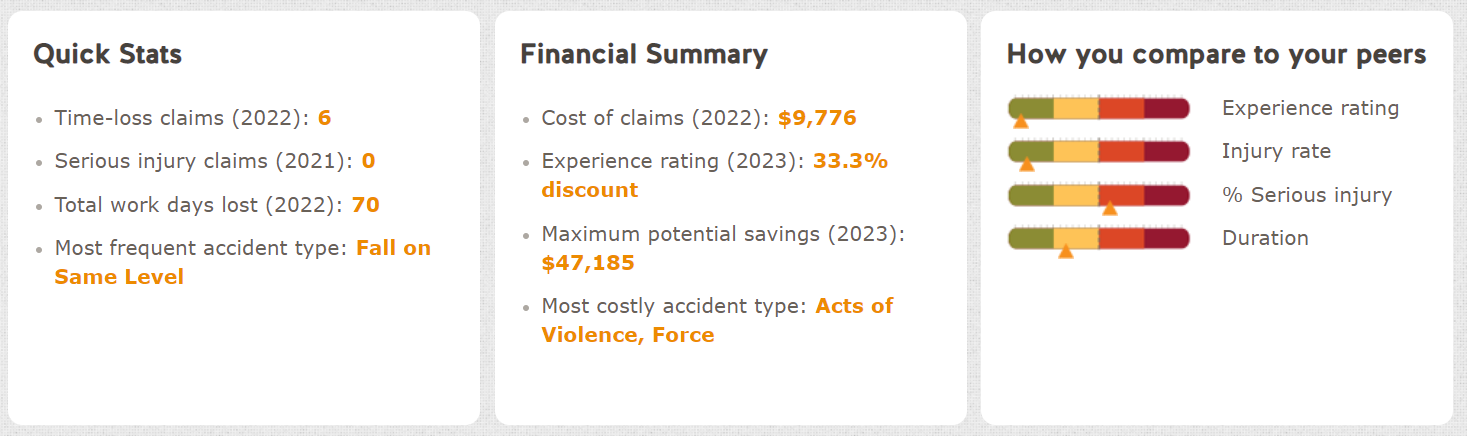 Quick Stats
Time-loss claims (2022): 6
Serious injury claims (2021): 0
Total work days lost (2022): 70
Most frequent accident type: Fall on
Same Level
Financial Summary
Cost of claims (2022): $9,776
Experience rating (2023): 33.3%
discount
Maximum potential savings (2023):
$47,185
Most costly accident type: Acts of
Violence, Force
How you compare to your peers
Experience rating
Injury rate
% Serious injury
Duration